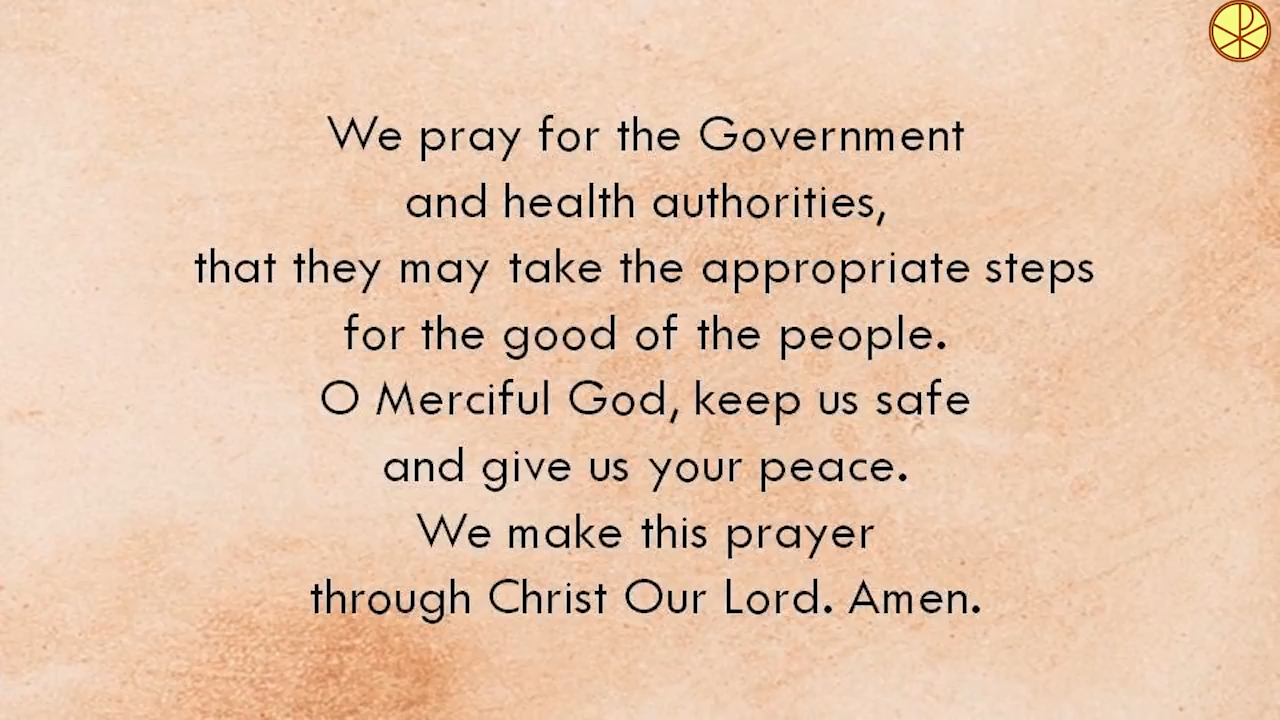 We pray for the Government
and health authorities,
that they may take the appropriate steps
for the good of the people.
O Merciful God, keep us safe
and give us your peace.
We make this prayer
through Christ Our Lord. Amen.